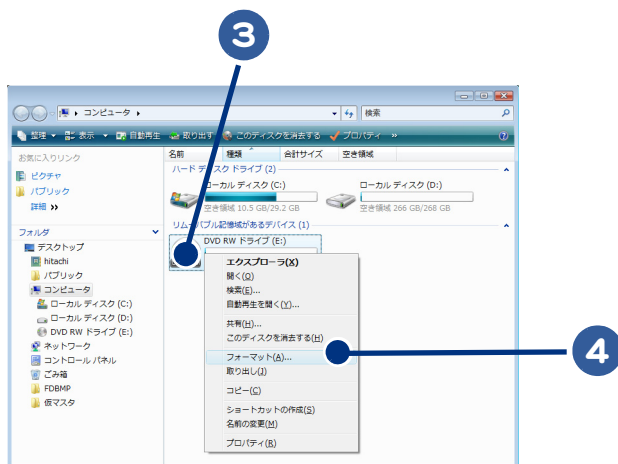 3
コンピュータ
検索
整理 表示 自動再生 取り出す このディスクを消去する プロパティ »
お気に入りリンク
ピクチャ
パブリック
詳細 »
フォルダ
デスクトップ
hitachi
パブリック
コンピュータ
ローカル ディスク (C:)
ローカル ディスク (D:)
DVD RW ドライブ (E:)
ネットワーク
コントロール パネル
ごみ箱
FDBMP
仮マスタ
名前 種類 合計サイズ 空き領域
ハード ディスク ドライブ (2)
ローカル ディスク (C:)
空き領域 10.5 GB/29.2 GB
ローカル ディスク (D:)
空き領域 266 GB/268 GB
リムーバブル記憶域があるデバイス (1)
DVD RW ドライブ (E:)
エクスプローラ(X)
開く(O)
検索(E)...
自動再生を開く(Y)...
共有(H)...
このディスクを消去する(H)
フォーマット(A)...
取り出し(J)
コピー(C)
ショートカットの作成(S)
名前の変更(M)
プロパティ(R)
4